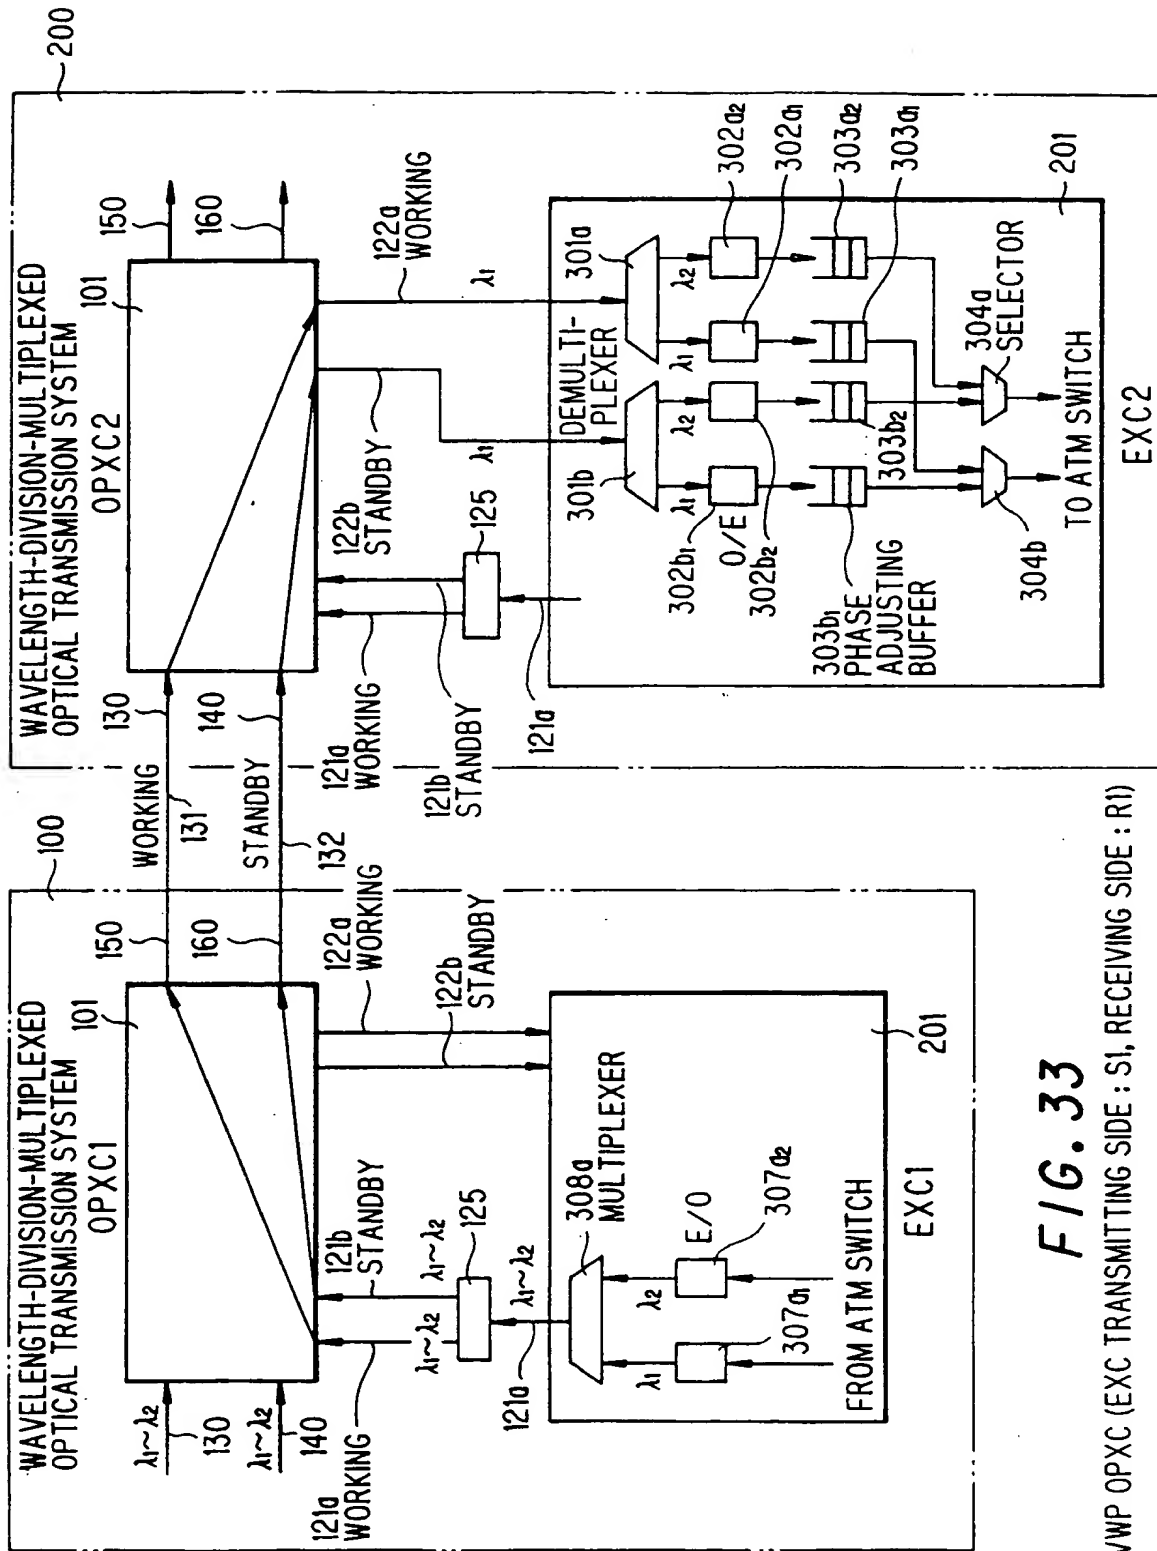 WAVELENGTH-DIVISION-MULTIPLEXED
OPTICAL TRANSMISSION SYSTEM
OPXC1
100
101
λ1~λ2
130
λ1~λ2
140
121a
WORKING
121b
STANDBY
λ1~λ2
λ1~λ2
125
λ1~λ2
121a
150
160
122a
WORKING
122b
STANDBY
308a
MULTIPLEXER
λ1
λ2
E/O
307a2
307a1
FROM ATM SWITCH
201
EXC1
WORKING
131
STANDBY
132
WAVELENGTH-DIVISION-MULTIPLEXED
OPTICAL TRANSMISSION SYSTEM
OPXC2
200
101
130
140
150
160
121a
WORKING
121b
STANDBY
125
121a
122b
STANDBY
λ1
122a
WORKING
λ1
DEMULTI-
PLEXER
301b
301a
λ1
λ2
λ1
λ2
302b1
O/E
302b2
302a2
302a1
303b1
PHASE
ADJUSTING
BUFFER
303b2
303a2
303a1
304a
SELECTOR
304b
TO ATM SWITCH
201
EXC2
FIG. 33
VWP OPXC (EXC TRANSMITTING SIDE : S1, RECEIVING SIDE : R1)